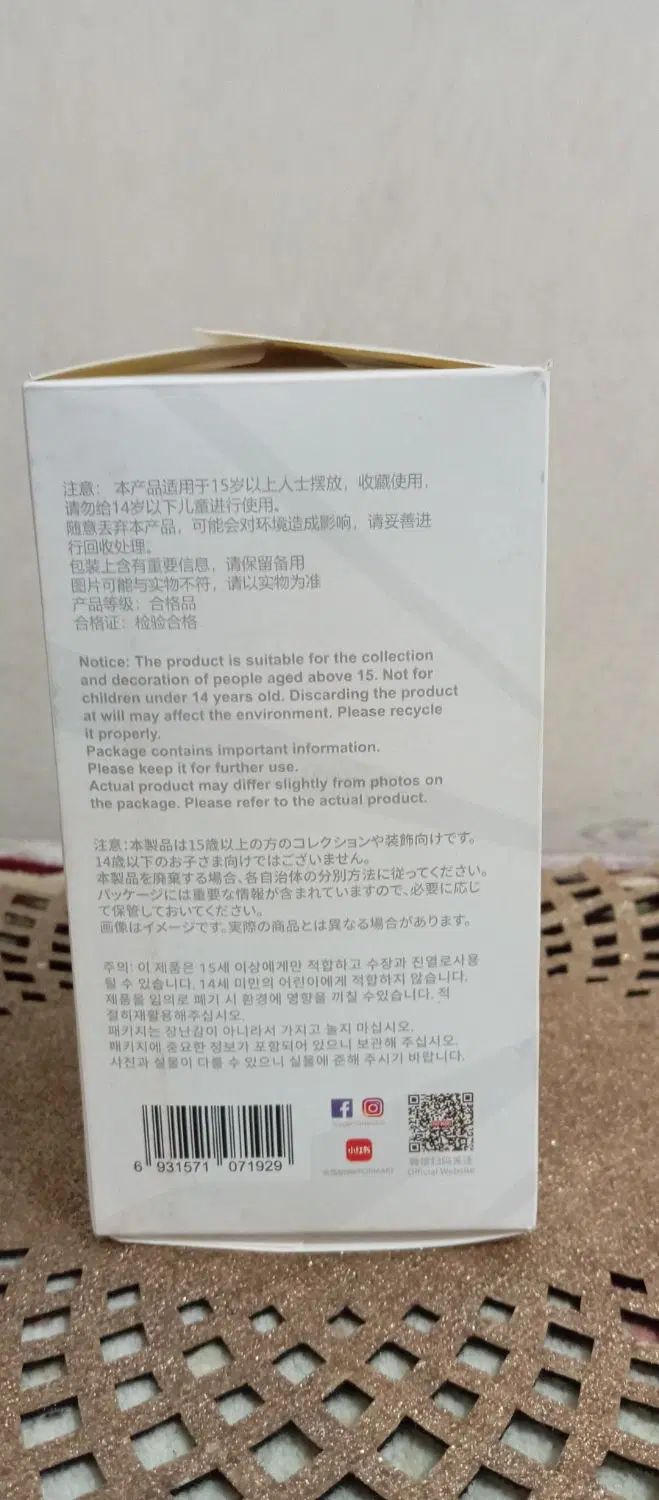 注意： 本产品适用于15岁以上人士摆放，收藏使用，
请勿给14岁以下儿童进行使用。
随意丢弃本产品，可能会对环境造成影响，请妥善进
行回收处理。
包装上含有重要信息，请保留备用
图片可能与实物不符，请以实物为准
产品等级：合格品
合格证：检验合格
Notice: The product is suitable for the collection
and decoration of people aged above 15. Not for
children under 14 years old. Discarding the product
at will may affect the environment. Please recycle
it properly.
Package contains important information.
Please keep it for further use.
Actual product may differ slightly from photos on
the package. Please refer to the actual product.
注意:本製品は15歳以上の方のコレクションや装飾向けです。
14歳以下のお子さま向けではございません。
本製品を廃棄する場合、各自治体の分別方法に従ってください。
パッケージには重要な情報が含まれていますので、必要に応じ
て保管しておいてください。
画像はイメージです。実際の商品とは異なる場合があります。
주의: 이 제품은 15세 이상에게만 적합하고 수장과 진열로사용
될 수 있습니다. 14세 미만의 어린이에게 적합하지 않습니다.
제품을 임의로 폐기 시 환경에 영향을 끼칠 수있습니다. 적
절히재활용해주십시오.
패키지는 장난감이 아니라서 가지고 놀지 마십시오.
패키지에 중요한 정보가 포함되어 있으니 보관해 주십시오.
사진과 실물이 다를 수 있으니 실물에 준해 주시기 바랍니다.
6 931571 071929
小红书
微信扫码关注
Official Website